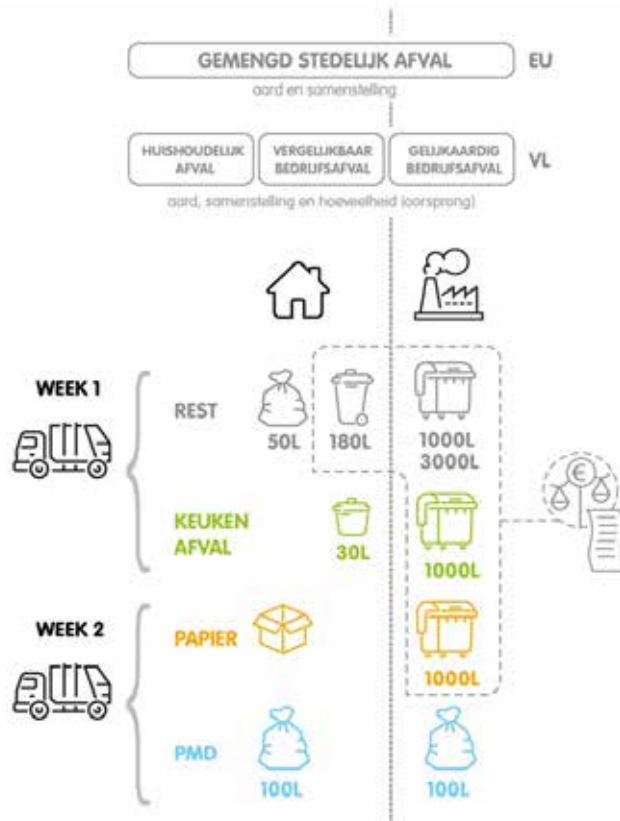 GEMENGD STEDELIJK AFVAL EU
aard en samenstelling
HUISHOUDELIJK
AFVAL
VERGELIJKBAAR
BEDRIJFSAFVAL
GELIJKAARDIG
BEDRIJFSAFVAL
VL
aard, samenstelling en hoeveelheid (oorsprong)
WEEK 1
REST
50L 180L 1000L
3000L
KEUKEN
AFVAL
30L 1000L
€
WEEK 2
PAPIER
1000L
PMD
100L 100L